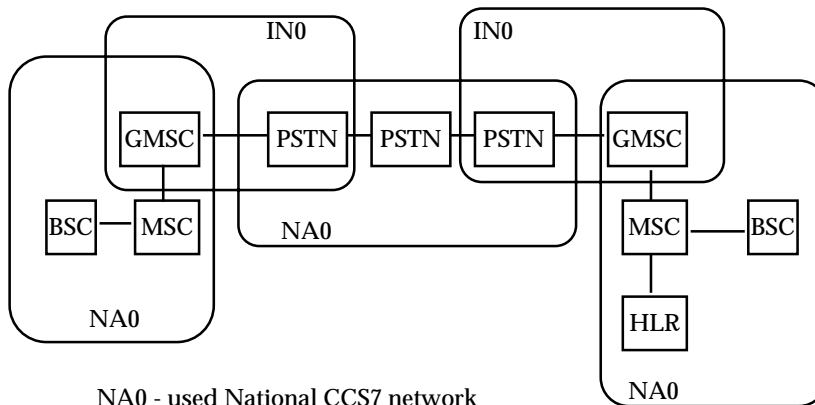 IN0
IN0
GMSC
PSTN
PSTN
PSTN
GMSC
BSC
MSC
NA0
MSC
BSC
NA0
HLR
NA0
NA0 - used National CCS7 network